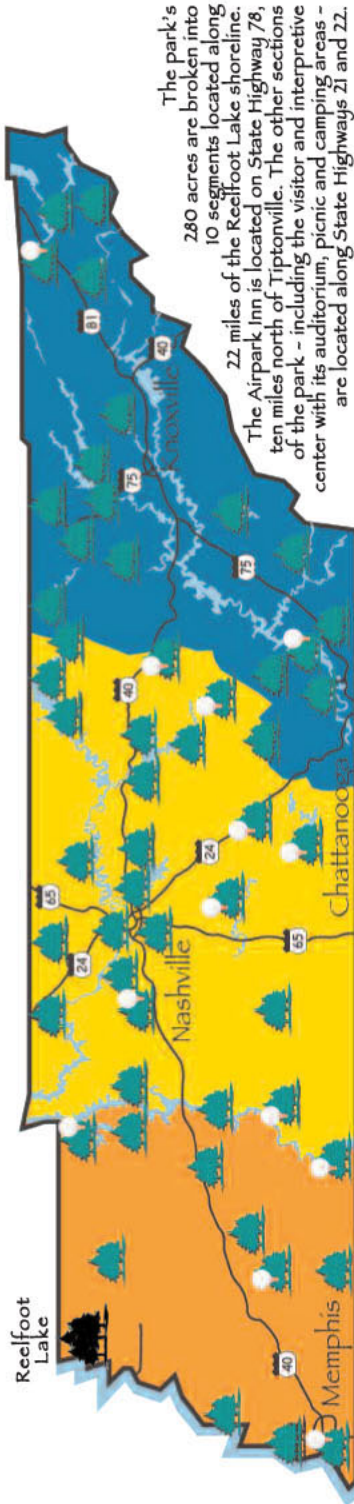 Reelfoot
Lake
65
24
81
40
75
Knoxville
40
Nashville
24
75
65
Chattanooga
40
Memphis
The park's
280 acres are broken into
10 segments located along
22 miles of the Reelfoot Lake shoreline.
The Airpark Inn is located on State Highway 78,
ten miles north of Tiptonville. The other sections
of the park - including the visitor and interpretive
center with its auditorium, picnic and camping areas -
are located along State Highways 21 and 22.